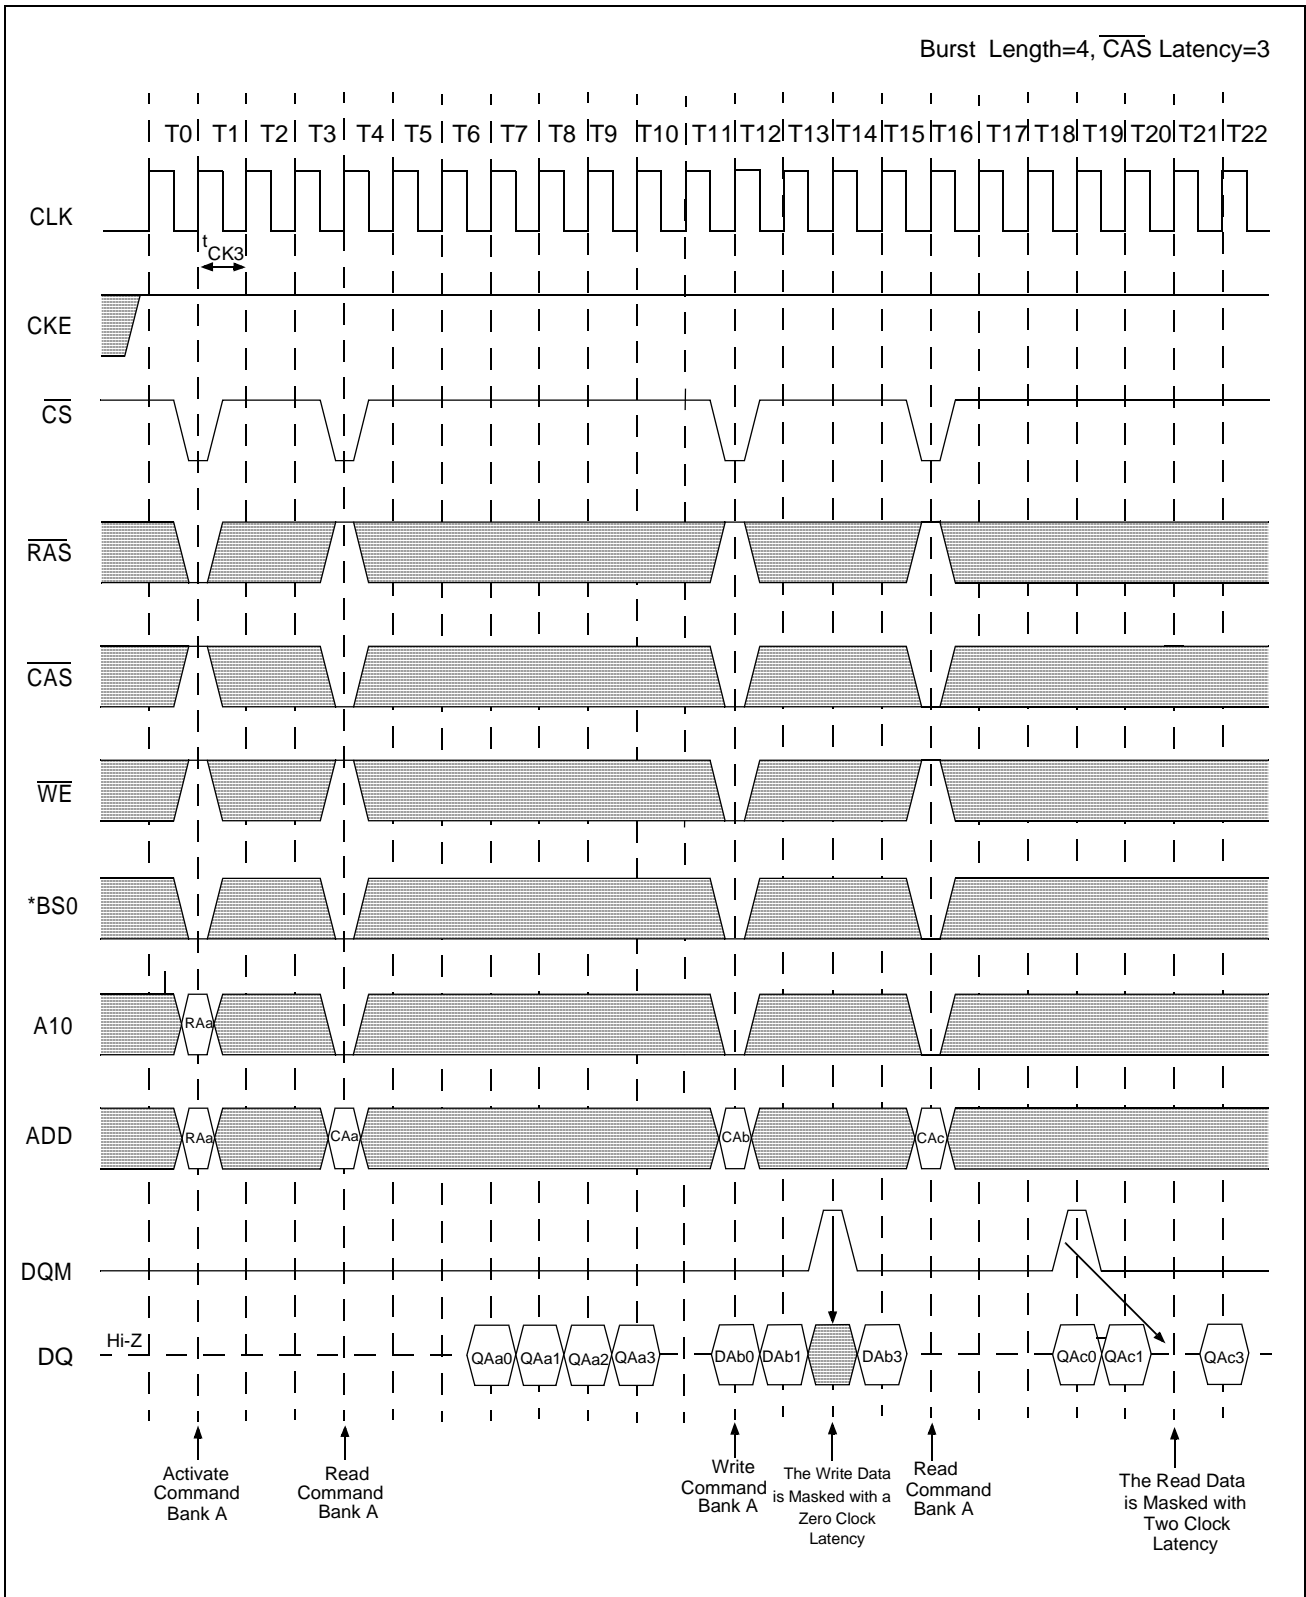 Burst Length=4, CAS Latency=3
T0 T1 T2 T3 T4 T5 T6 T7 T8 T9 T10 T11 T12 T13 T14 T15 T16 T17 T18 T19 T20 T21 T22
CLK
tCK3
CKE
CS
RAS
CAS
WE
*BS0
A10
RAa
ADD
RAa CAa CAb CAc
DQM
DQ
Hi-Z
QAa0 QAa1 QAa2 QAa3 DAb0 DAb1 DAb3 QAc0 QAc1 QAc3
Activate
Command
Bank A
Read
Command
Bank A
Write
Command
Bank A
The Write Data
is Masked with a
Zero Clock
Latency
Read
Command
Bank A
The Read Data
is Masked with
Two Clock
Latency